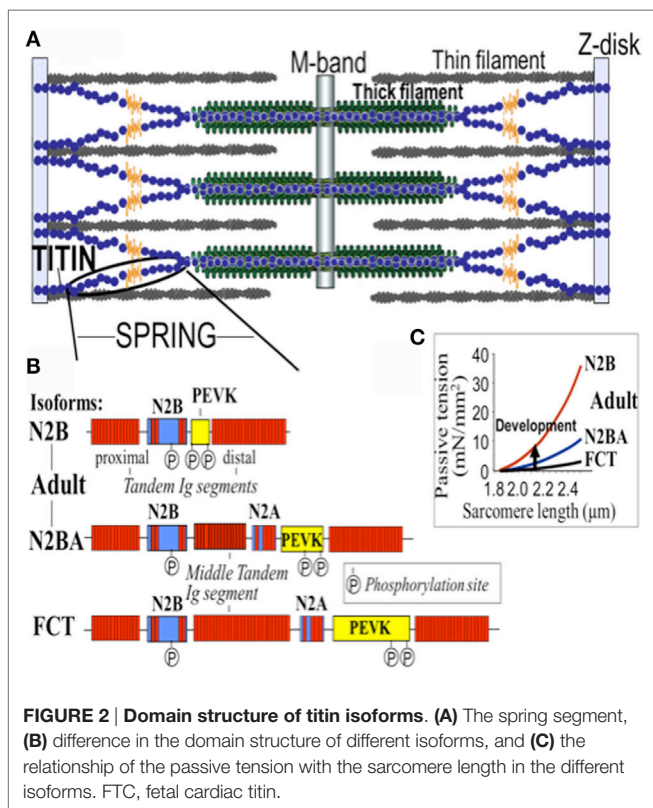 A
M-band
Thin filament
Z-disk
Thick filament
TITIN
SPRING
B
Isoforms:
N2B
PEVK
N2B
P P P
proximal
distal
Tandem Ig segments
Adult
N2B
N2A
N2BA
PEVK
P
P P
Middle Tandem
Ig segment
P Phosphorylation site
N2B
N2A
FCT
PEVK
P
P P
C
Passive tension
(mN/mm²)
40
30
20
10
0
N2B
Adult
Development
N2BA
FCT
1.8 2.0 2.2 2.4
Sarcomere length (µm)
FIGURE 2 | Domain structure of titin isoforms. (A) The spring segment,
(B) difference in the domain structure of different isoforms, and (C) the
relationship of the passive tension with the sarcomere length in the different
isoforms. FTC, fetal cardiac titin.